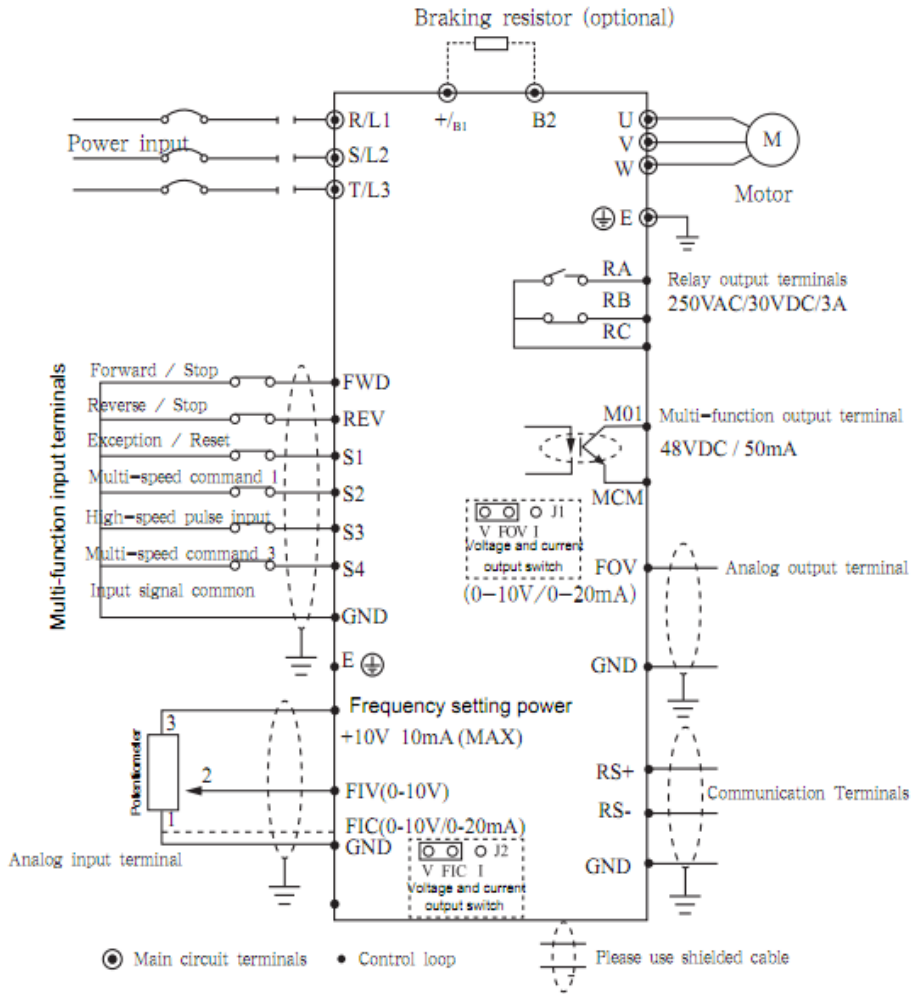 Braking resistor (optional)
+/B1
B2
R/L1
Power input
S/L2
T/L3
U
V
W
M
Motor
E
RA
RB
RC
Relay output terminals
250VAC/30VDC/3A
Multi-function input terminals
Forward / Stop
FWD
Reverse / Stop
REV
Exception / Reset
S1
Multi-speed command 1
S2
High-speed pulse input
S3
Multi-speed command 3
S4
Input signal common
GND
E
M01
Multi-function output terminal
48VDC / 50mA
MCM
J1
V FOV I
Voltage and current
output switch
(0-10V/0-20mA)
FOV
Analog output terminal
GND
Frequency setting power
+10V 10mA (MAX)
Potentiometer
3
2
1
FIV(0-10V)
FIC(0-10V/0-20mA)
GND
Analog input terminal
J2
V FIC I
Voltage and current
output switch
RS+
RS-
Communication Terminals
GND
Main circuit terminals
Control loop
Please use shielded cable